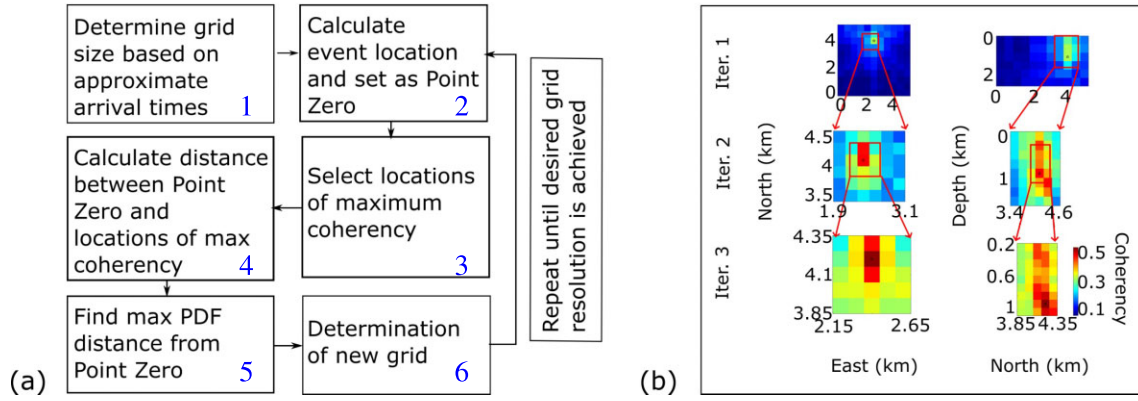 Determine grid
size based on
approximate
arrival times 1
Calculate
event location
and set as Point
Zero 2
Calculate distance
between Point
Zero and
locations of max
coherency 4
Select locations
of maximum
coherency 3
Find max PDF
distance from
Point Zero 5
Determination
of new grid 6
Repeat until desired grid
resolution is achieved
(a)
(b)
Iter. 1
4
2
0
0 2 4
0
2
0 2 4
Iter. 2
North (km)
4.5
4
3.5
1.9 3.1
Depth (km)
0
1
3.4 4.6
Iter. 3
4.35
4.1
3.85
2.15 2.65
0.2
0.6
1
3.85 4.35
Coherency
0.5
0.3
0.1
East (km)
North (km)